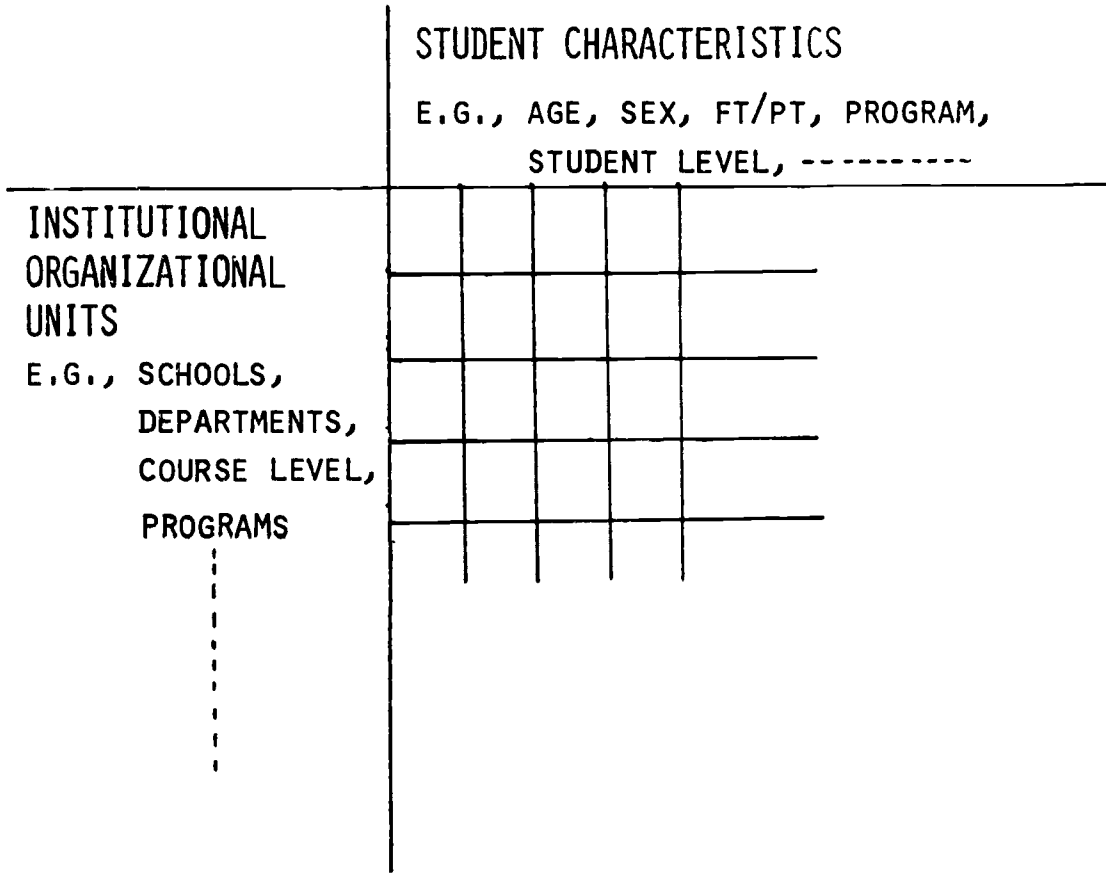 STUDENT CHARACTERISTICS
E.G., AGE, SEX, FT/PT, PROGRAM,
STUDENT LEVEL, ----------
INSTITUTIONAL
ORGANIZATIONAL
UNITS
E.G., SCHOOLS,
DEPARTMENTS,
COURSE LEVEL,
PROGRAMS